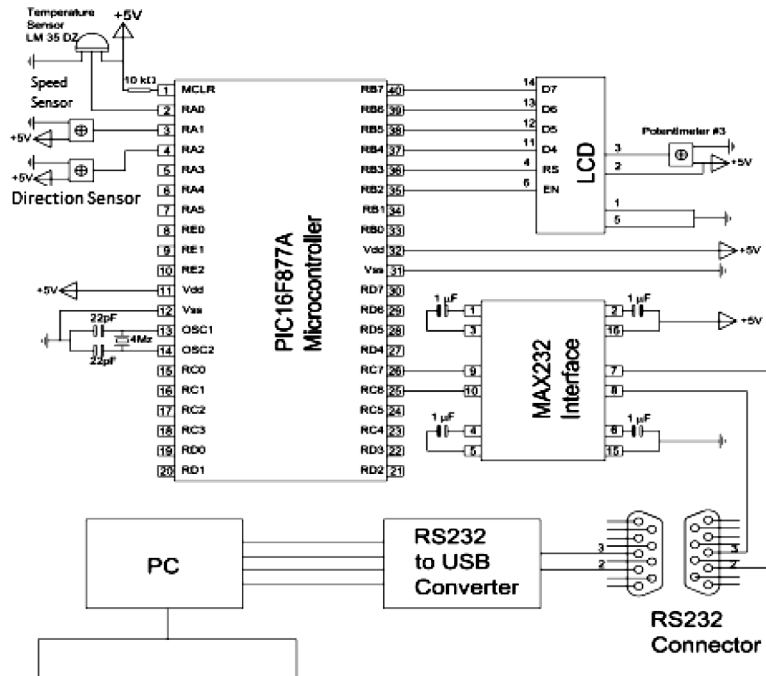 Temperature
Sensor
LM 35 DZ
+5V
10 kΩ
Speed
Sensor
+5V
+5V
Direction Sensor
1 MCLR
2 RA0
3 RA1
4 RA2
5 RA3
6 RA4
7 RA5
8 RE0
9 RE1
10 RE2
11 Vdd
12 Vss
13 OSC1
14 OSC2
15 RC0
16 RC1
17 RC2
18 RC3
19 RD0
20 RD1
+5V
22pF
4Mz
22pF
PIC16F877A
Microcontroller
RB7 40
RB6 39
RB5 38
RB4 37
RB3 36
RB2 35
RB1 34
RB0 33
Vdd 32
Vss 31
RD7 30
RD6 29
RD5 28
RD4 27
RC7 26
RC6 25
RC5 24
RC4 23
RD3 22
RD2 21
14 D7
13 D6
12 D5
11 D4
4 RS
6 EN
LCD
3
2
1
5
Potentimeter #3
+5V
+5V
1 µF
1
3
9
10
1 µF
4
5
MAX232
Interface
2
16
1 µF
+5V
7
8
6
15
1 µF
PC
RS232
to USB
Converter
3
2
3
2
RS232
Connector